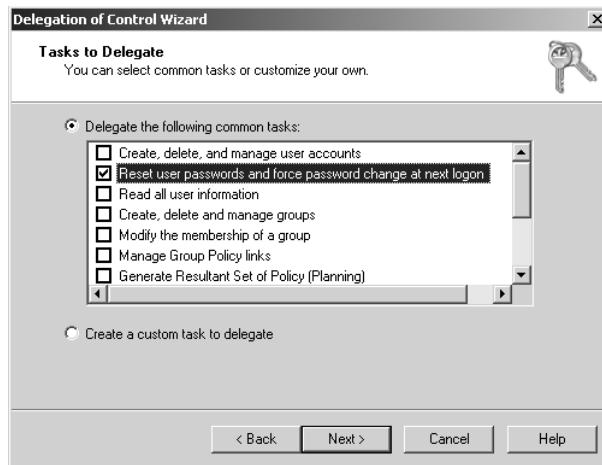 Delegation of Control Wizard
Tasks to Delegate
You can select common tasks or customize your own.
Delegate the following common tasks:
Create, delete, and manage user accounts
Reset user passwords and force password change at next logon
Read all user information
Create, delete and manage groups
Modify the membership of a group
Manage Group Policy links
Generate Resultant Set of Policy (Planning)
Create a custom task to delegate
< Back Next > Cancel Help